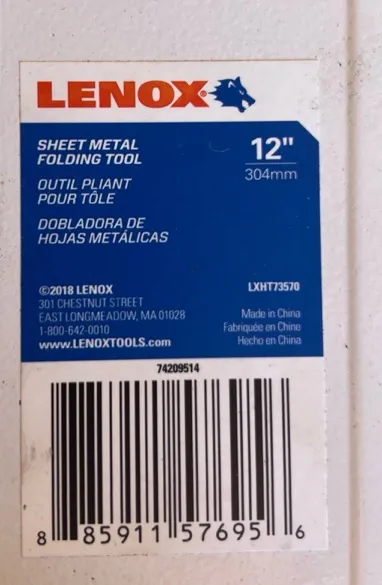 LENOX®
SHEET METAL
FOLDING TOOL
12"
304mm
OUTIL PLIANT
POUR TÔLE
DOBLADORA DE
HOJAS METÁLICAS
©2018 LENOX
301 CHESTNUT STREET
EAST LONGMEADOW, MA 01028
1-800-642-0010
www.LENOXTOOLS.com
LXHT73570
Made in China
Fabriquée en Chine
Hecho en China
74209514
8 85911 57695 6